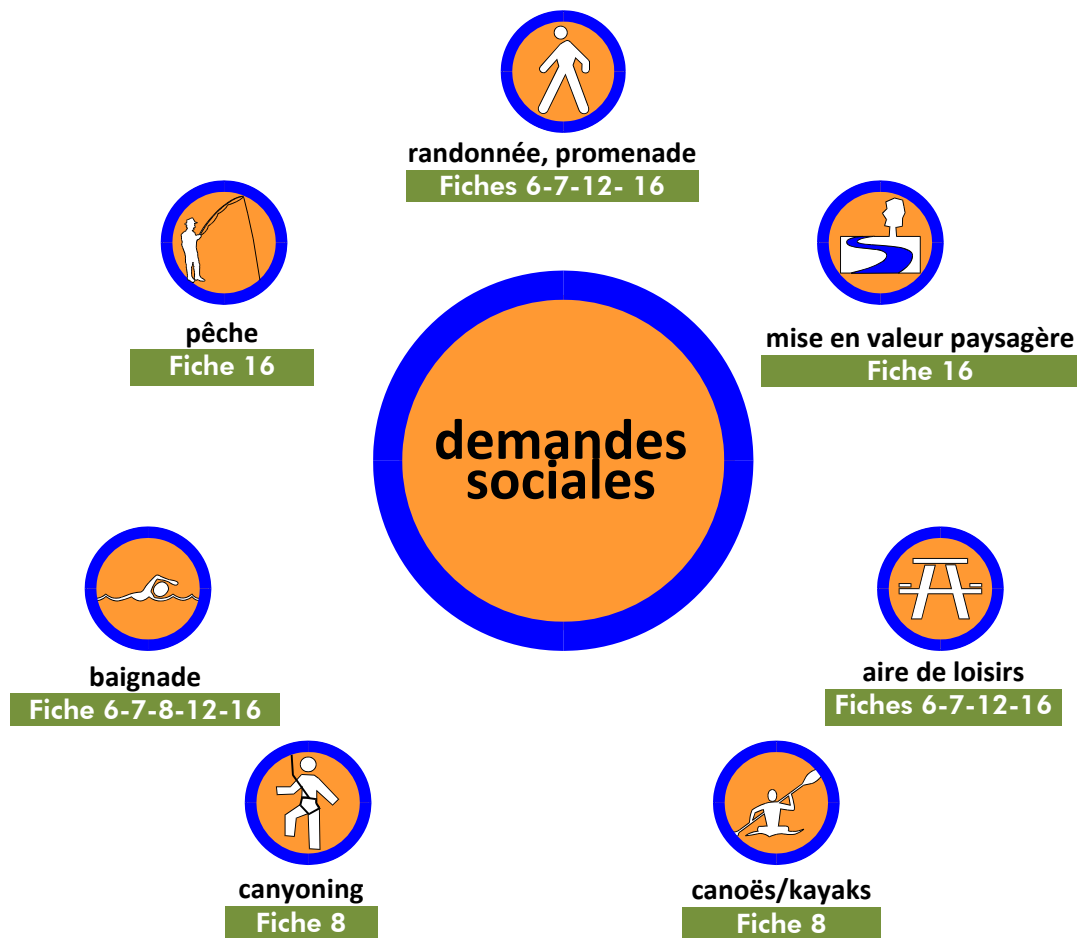 randonnée, promenade
Fiches 6-7-12- 16
pêche
Fiche 16
mise en valeur paysagère
Fiche 16
demandes
sociales
baignade
Fiche 6-7-8-12-16
aire de loisirs
Fiches 6-7-12-16
canyoning
Fiche 8
canoës/kayaks
Fiche 8